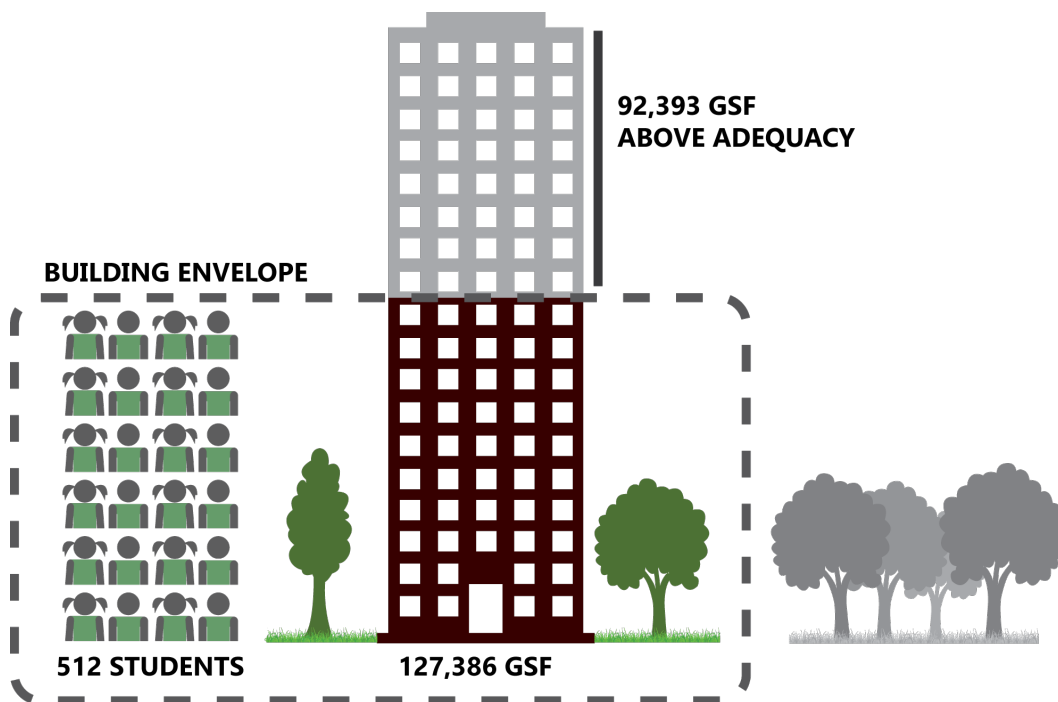 92,393 GSF
ABOVE ADEQUACY
BUILDING ENVELOPE
512 STUDENTS
127,386 GSF